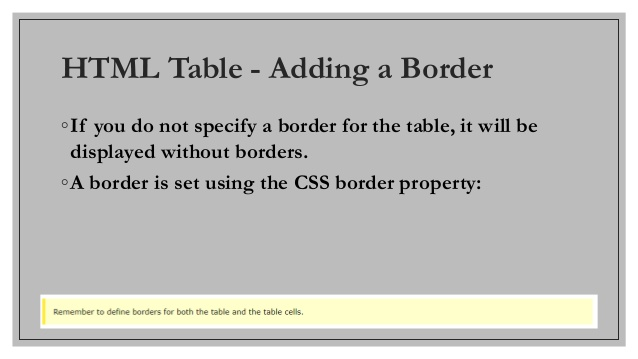 HTML Table - Adding a Border
◦If you do not specify a border for the table, it will be
displayed without borders.
◦A border is set using the CSS border property:
Remember to define borders for both the table and the table cells.